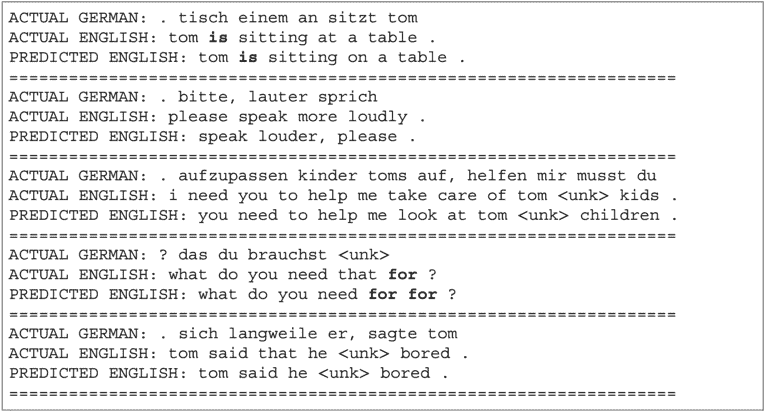 ACTUAL GERMAN: . tisch einem an sitzt tom
ACTUAL ENGLISH: tom is sitting at a table .
PREDICTED ENGLISH: tom is sitting on a table .
===================================================================
ACTUAL GERMAN: . bitte, lauter sprich
ACTUAL ENGLISH: please speak more loudly .
PREDICTED ENGLISH: speak louder, please .
===================================================================
ACTUAL GERMAN: . aufzupassen kinder toms auf, helfen mir musst du
ACTUAL ENGLISH: i need you to help me take care of tom <unk> kids .
PREDICTED ENGLISH: you need to help me look at tom <unk> children .
===================================================================
ACTUAL GERMAN: ? das du brauchst <unk>
ACTUAL ENGLISH: what do you need that for ?
PREDICTED ENGLISH: what do you need for for ?
===================================================================
ACTUAL GERMAN: . sich langweile er, sagte tom
ACTUAL ENGLISH: tom said that he <unk> bored .
PREDICTED ENGLISH: tom said he <unk> bored .
===================================================================